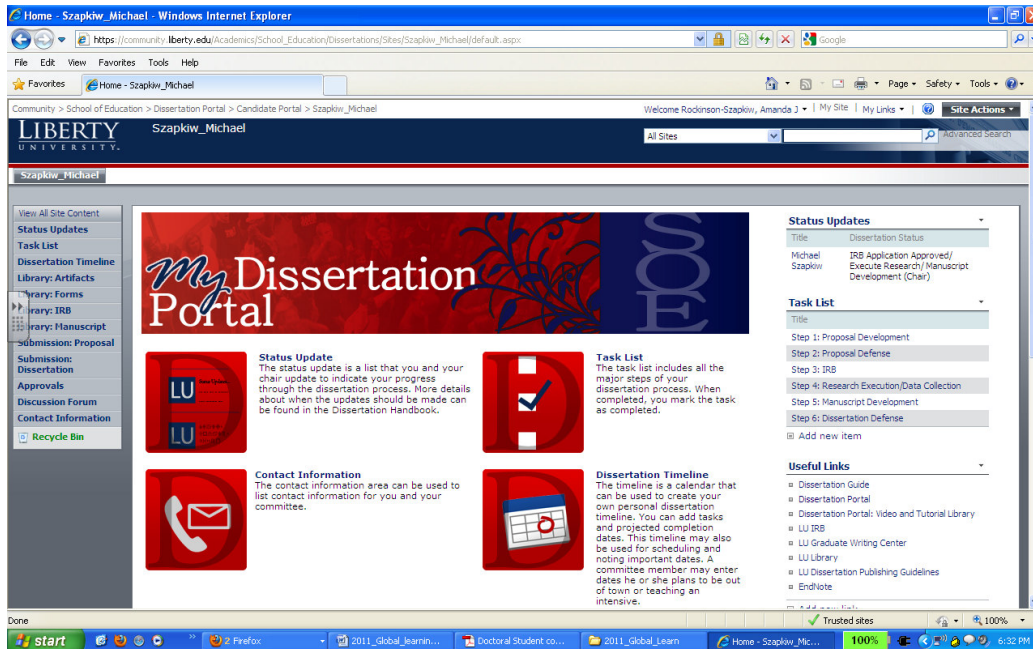 Home - Szapkiw_Michael - Windows Internet Explorer
https://community.liberty.edu/Academics/School_Education/Dissertations/Sites/Szapkiw_Michael/default.aspx
Google
File Edit View Favorites Tools Help
Favorites Home - Szapkiw_Michael
Page Safety Tools
Community > School of Education > Dissertation Portal > Candidate Portal > Szapkiw_Michael
Welcome Rockinson-Szapkiw, Amanda J | My Site | My Links | Site Actions
LIBERTY
UNIVERSITY.
Szapkiw_Michael
All Sites
Advanced Search
Szapkiw_Michael
View All Site Content
Status Updates
Task List
Dissertation Timeline
Library: Artifacts
Library: Forms
Library: IRB
Library: Manuscript
Submission: Proposal
Submission:
Dissertation
Approvals
Discussion Forum
Contact Information
Recycle Bin
My Dissertation
Portal
SOE
Status Update
The status update is a list that you and your
chair update to indicate your progress
through the dissertation process. More details
about when the updates should be made can
be found in the Dissertation Handbook.
LU
LU
Task List
The task list includes all the
major steps of your
dissertation process. When
completed, you mark the task
as completed.
Contact Information
The contact information area can be used to
list contact information for you and your
committee.
Dissertation Timeline
The timeline is a calendar that
can be used to create your
own personal dissertation
timeline. You can add tasks
and projected completion
dates. This timeline may also
be used for scheduling and
noting important dates. A
committee member may enter
dates he or she plans to be out
of town or teaching an
intensive.
Status Updates
Title Dissertation Status
Michael Szapkiw IRB Application Approved/
Execute Research/ Manuscript
Development (Chair)
Task List
Title
Step 1: Proposal Development
Step 2: Proposal Defense
Step 3: IRB
Step 4: Research Execution/Data Collection
Step 5: Manuscript Development
Step 6: Dissertation Defense
Add new item
Useful Links
Dissertation Guide
Dissertation Portal
Dissertation Portal: Video and Tutorial Library
LU IRB
LU Graduate Writing Center
LU Library
LU Dissertation Publishing Guidelines
EndNote
Add new link
Done
Trusted sites
100%
start
2 Firefox
2011_Global_learnin...
Doctoral Student co...
2011_Global_Learn
Home - Szapkiw_Mic...
100%
6:32 PM